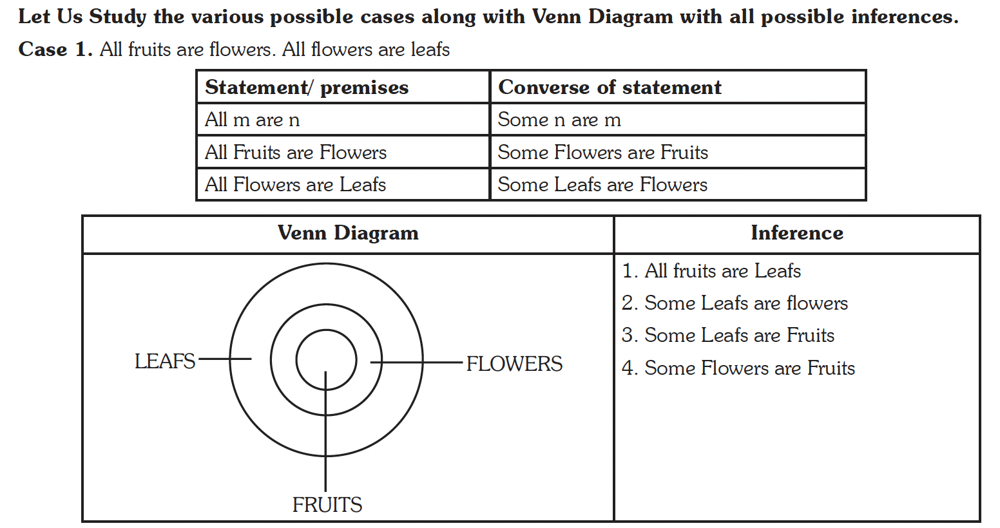 Let Us Study the various possible cases along with Venn Diagram with all possible inferences.
Case 1. All fruits are flowers. All flowers are leafs
Statement/ premises Converse of statement
All m are n Some n are m
All Fruits are Flowers Some Flowers are Fruits
All Flowers are Leafs Some Leafs are Flowers
Venn Diagram Inference
1. All fruits are Leafs
2. Some Leafs are flowers
3. Some Leafs are Fruits
4. Some Flowers are Fruits
LEAFS
FLOWERS
FRUITS